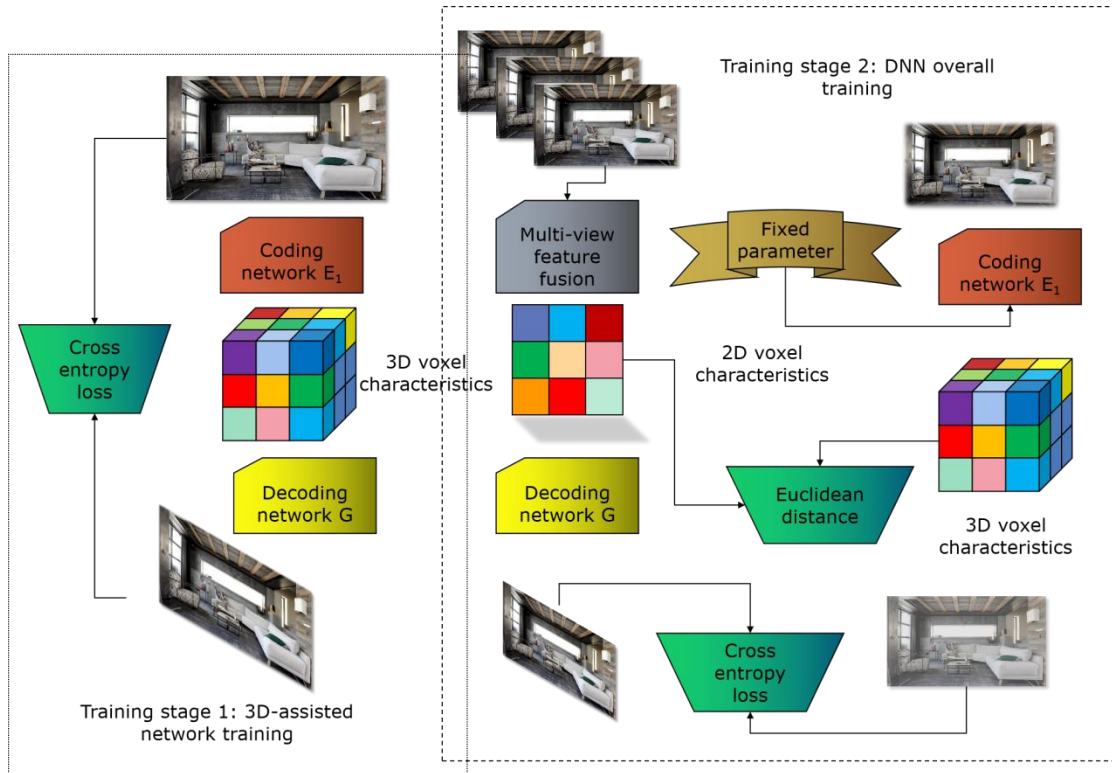 Training stage 2: DNN overall
training
Coding
network E₁
Cross
entropy
loss
3D voxel
characteristics
Decoding
network G
Training stage 1: 3D-assisted
network training
Multi-view
feature
fusion
Fixed
parameter
Coding
network E₁
2D voxel
characteristics
Decoding
network G
Euclidean
distance
3D voxel
characteristics
Cross
entropy
loss